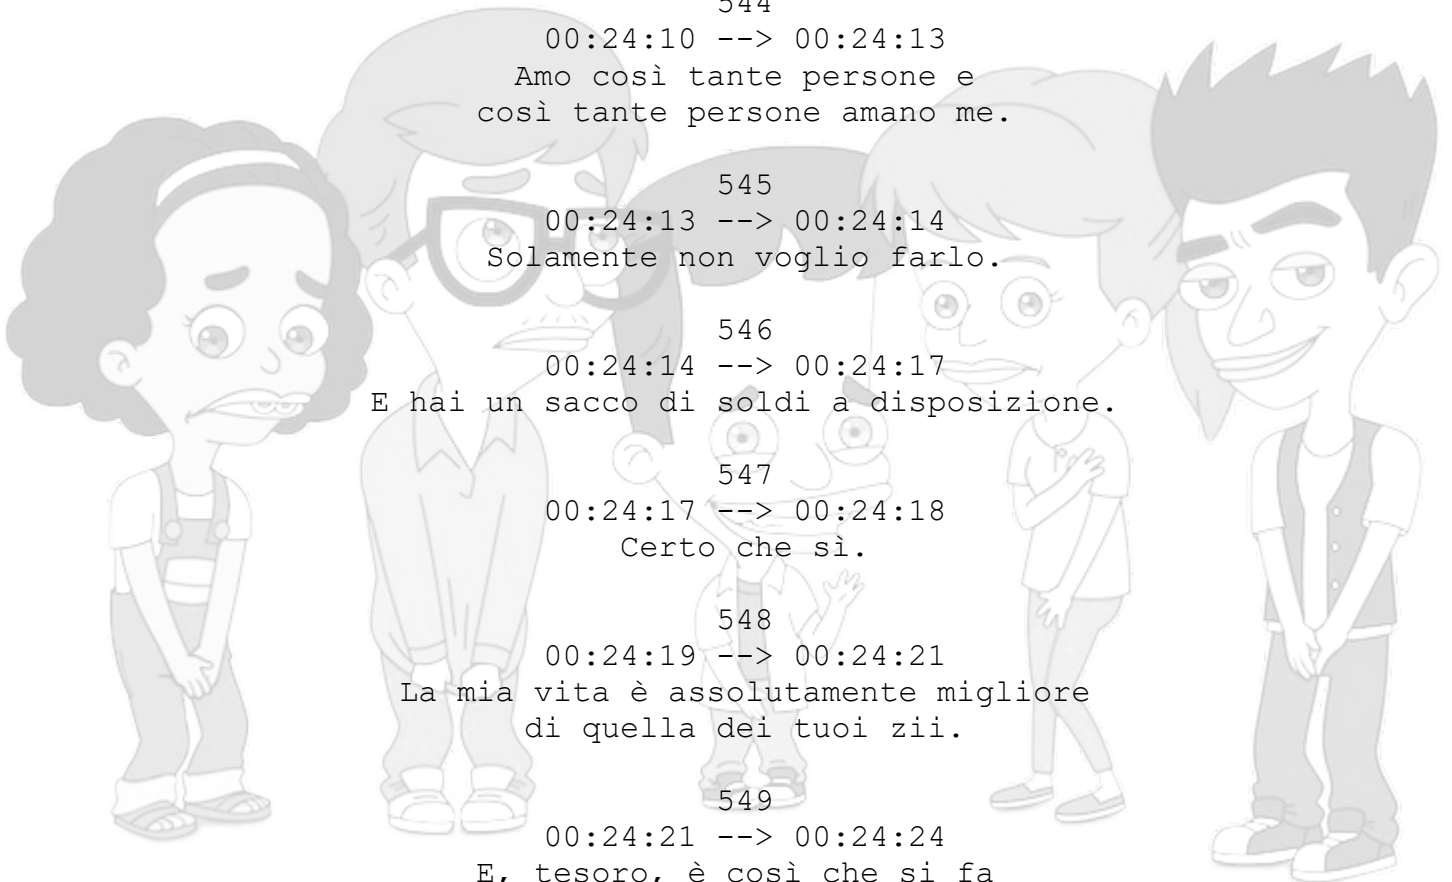 544
00:24:10 --> 00:24:13
Amo così tante persone e
così tante persone amano me.
545
00:24:13 --> 00:24:14
Solamente non voglio farlo.
546
00:24:14 --> 00:24:17
E hai un sacco di soldi a disposizione.
547
00:24:17 --> 00:24:18
Certo che sì.
548
00:24:19 --> 00:24:21
La mia vita è assolutamente migliore
di quella dei tuoi zii.
549
00:24:21 --> 00:24:24
E, tesoro, è così che si fa